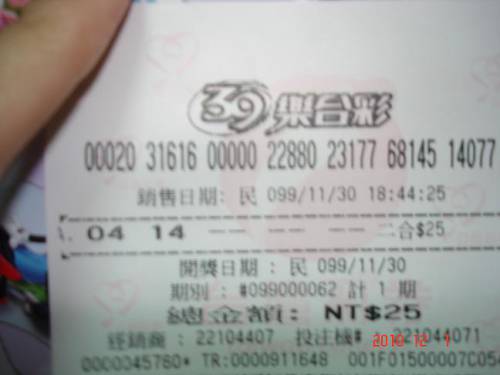 39樂合彩
00020 31616 00000 22880 23177 68145 14077
銷售日期: 民 099/11/30 18:44:25
1. 04 14 -- -- -- -- 二合$25
開獎日期 : 民 099/11/30
期別 : #099000062 計 1 期
總金額: NT$25
經銷商 : 22104407 投注機# : 221044071
2010 12 1
0000045760* TR:0000911648 001F01500007C054